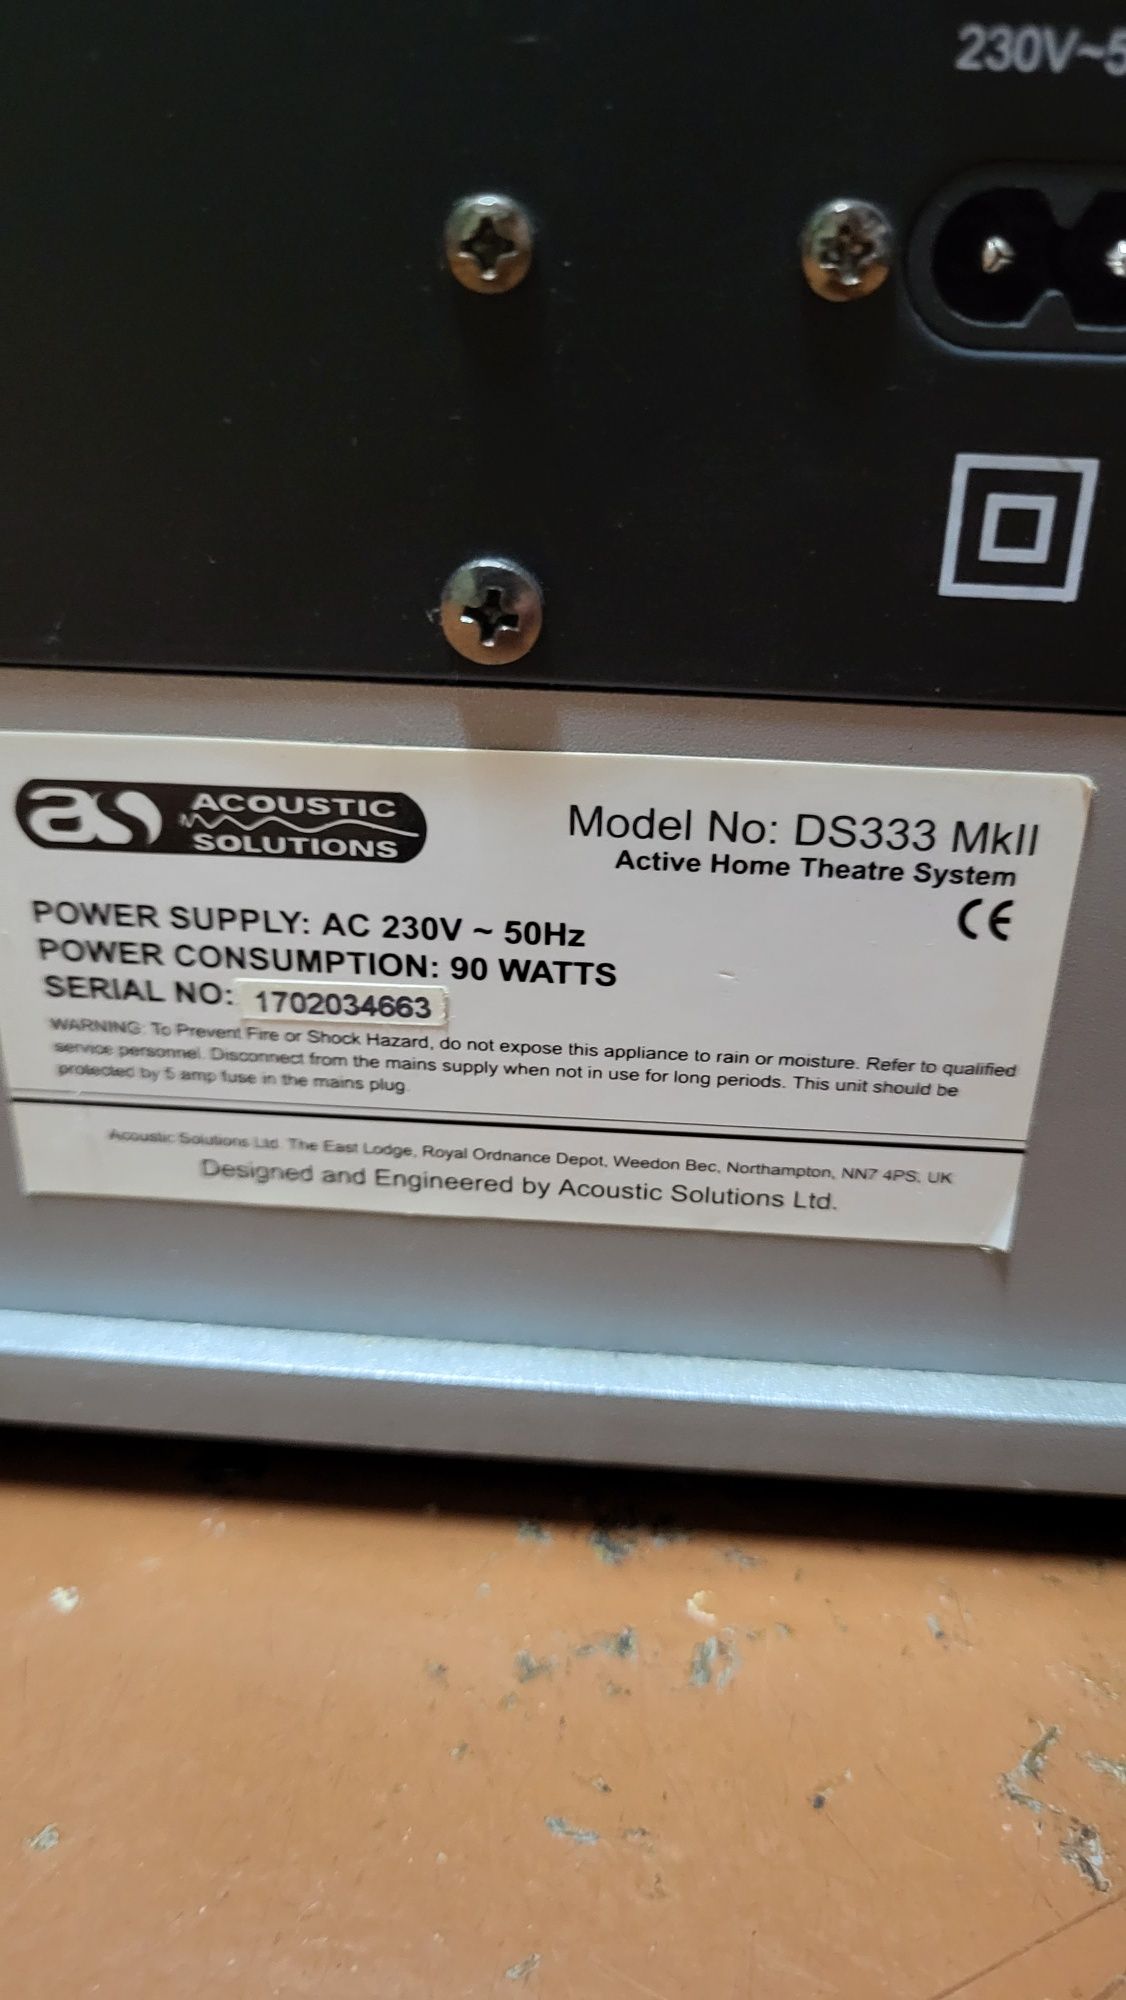 230V~5
as ACOUSTIC SOLUTIONS
Model No: DS333 MkII
Active Home Theatre System
CE
POWER SUPPLY: AC 230V ~ 50Hz
POWER CONSUMPTION: 90 WATTS
SERIAL NO: 1702034663
WARNING: To Prevent Fire or Shock Hazard, do not expose this appliance to rain or moisture. Refer to qualified
service personnel. Disconnect from the mains supply when not in use for long periods. This unit should be
protected by 5 amp fuse in the mains plug.
Acoustic Solutions Ltd. The East Lodge, Royal Ordnance Depot, Weedon Bec, Northampton, NN7 4PS. UK
Designed and Engineered by Acoustic Solutions Ltd.